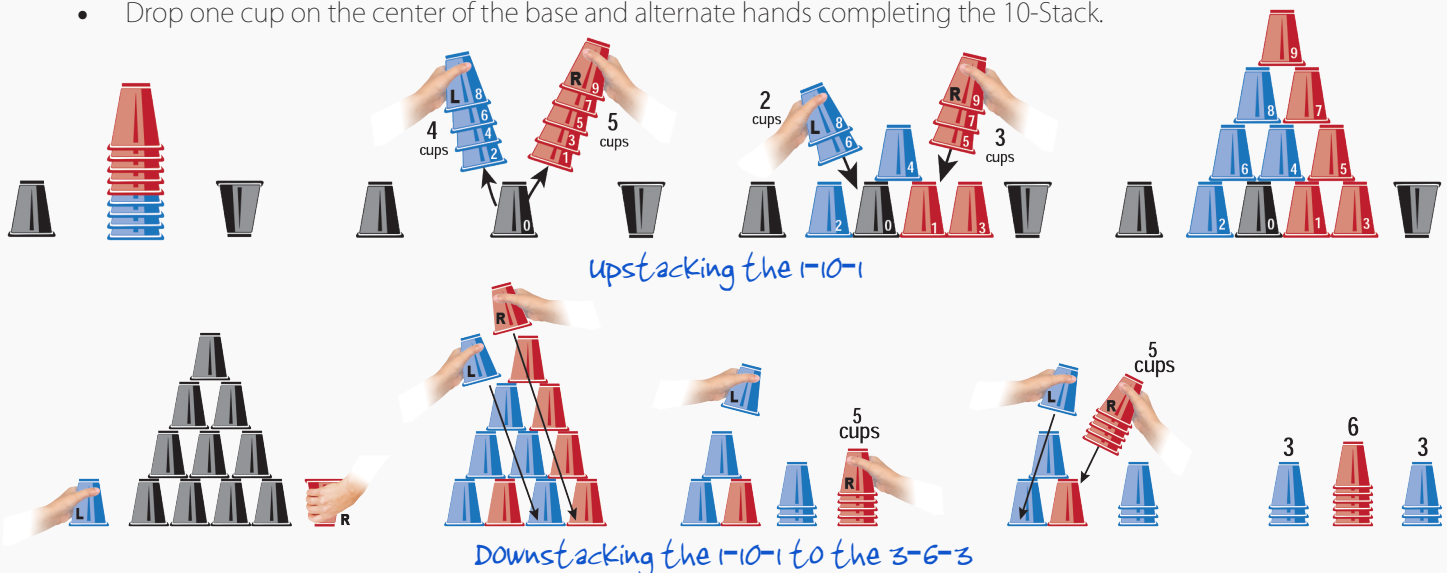 • Drop one cup on the center of the base and alternate hands completing the 10-Stack.
L 8 6 4 2
4 cups
R 9 7 5 3 1
5 cups
0
2 cups
L 8 6
4
R 9 7 5
3 cups
2 0 1 3
9
8 7
6 4 5
2 0 1 3
Upstacking the 1-10-1
L
R
R
L
L
5 cups
R
L
5 cups
R
3 6 3
Downstacking the 1-10-1 to the 3-6-3